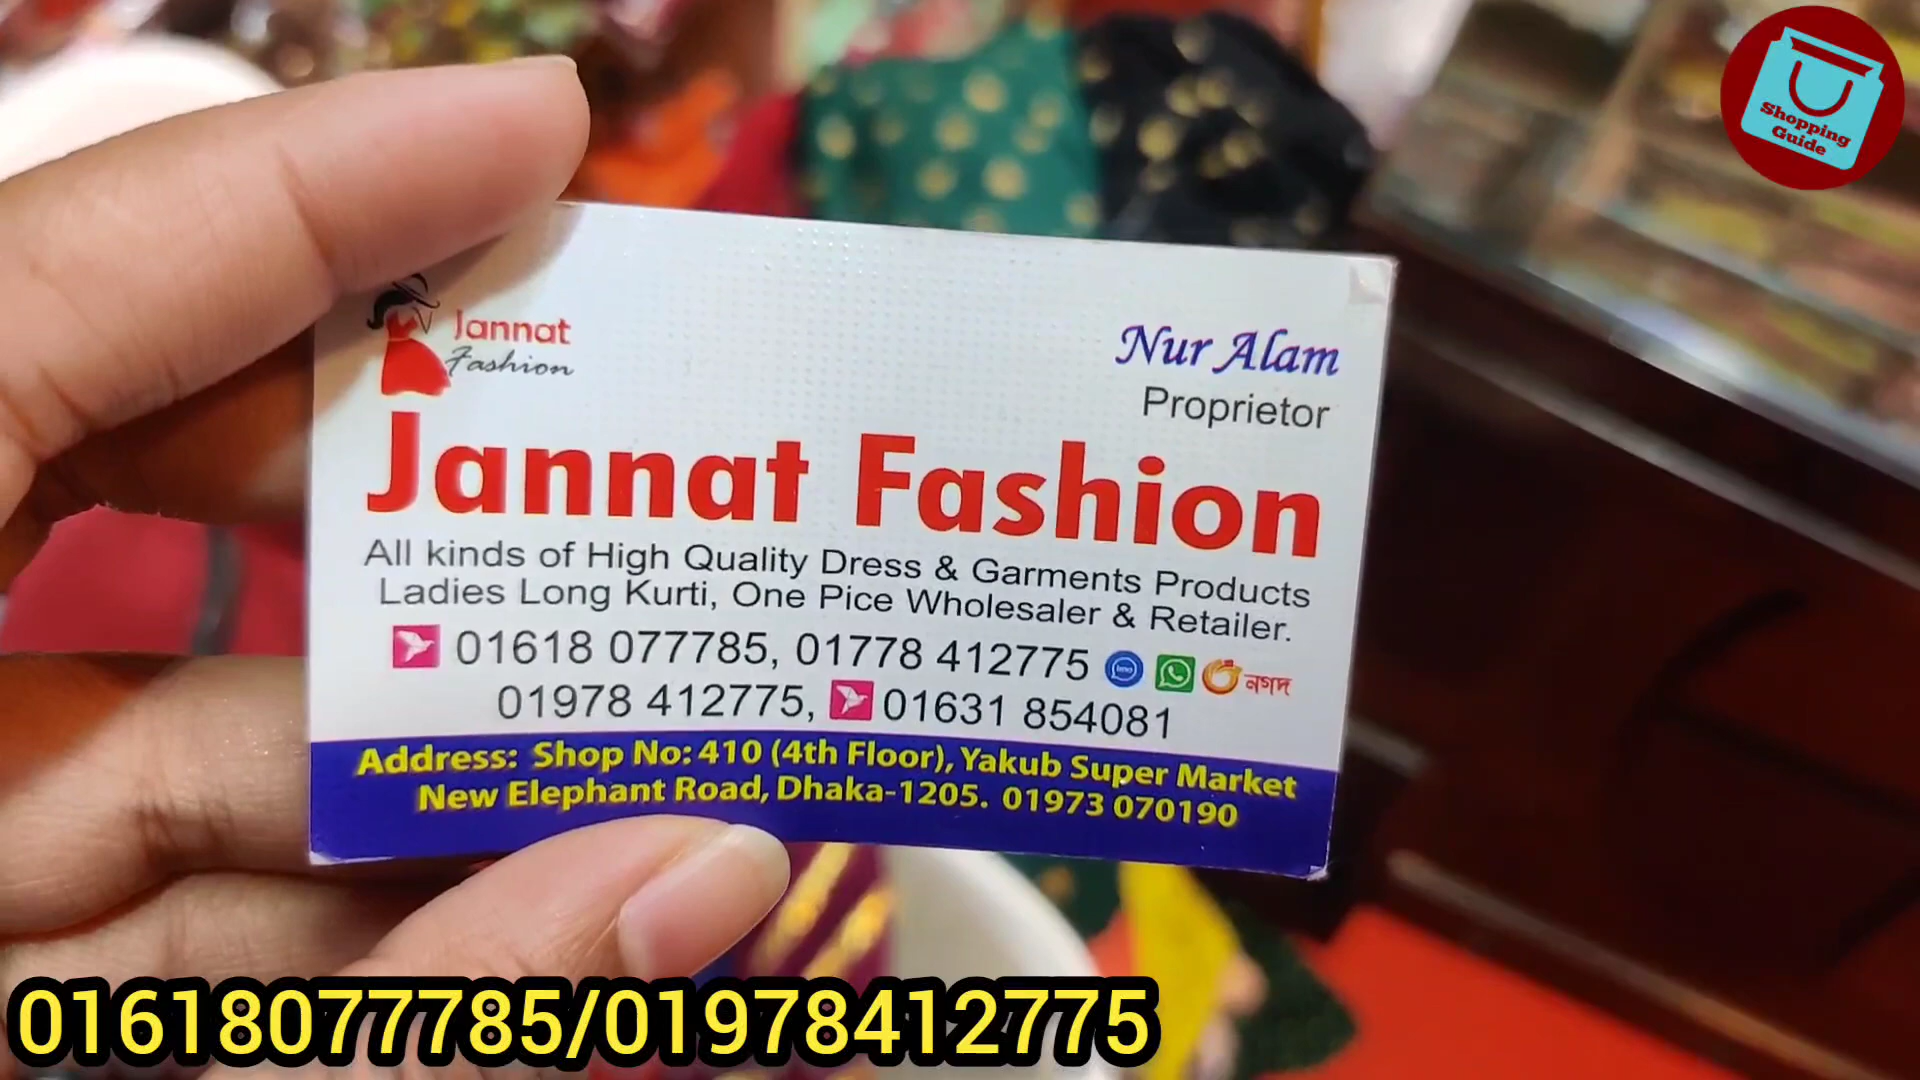 Shopping
Guide
Jannat
Fashion
Nur Alam
Proprietor
Jannat Fashion
All kinds of High Quality Dress & Garments Products
Ladies Long Kurti, One Pice Wholesaler & Retailer.
01618 077785, 01778 412775 imo নগদ
01978 412775, 01631 854081
Address: Shop No: 410 (4th Floor), Yakub Super Market
New Elephant Road, Dhaka-1205. 01973 070190
01618077785/01978412775